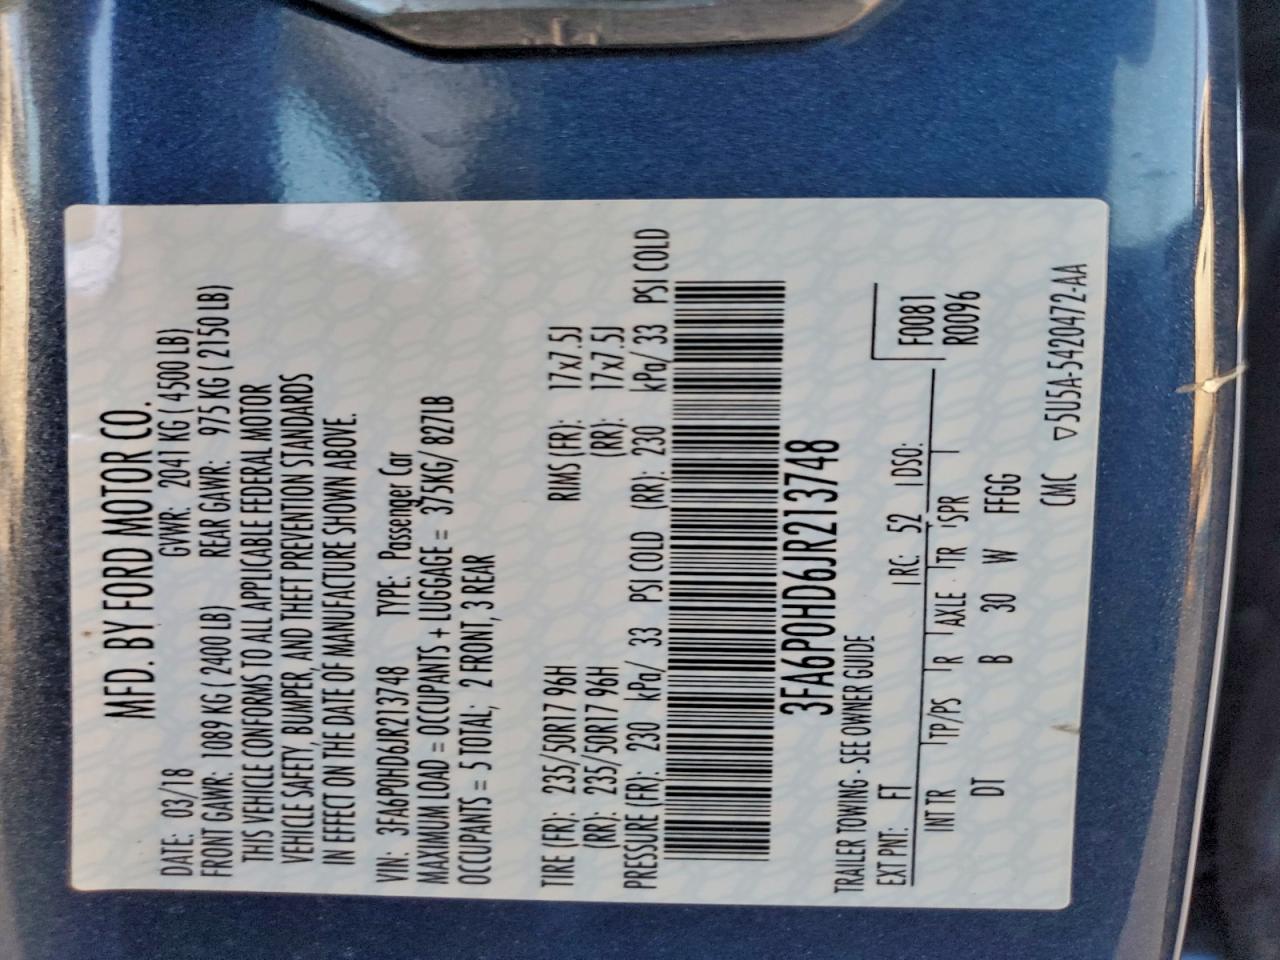 MFD. BY FORD MOTOR CO.
DATE: 03/18 GVWR: 2041 KG ( 4500 LB)
FRONT GAWR: 1089 KG ( 2400 LB) REAR GAWR: 975 KG ( 2150 LB)
THIS VEHICLE CONFORMS TO ALL APPLICABLE FEDERAL MOTOR
VEHICLE SAFETY, BUMPER, AND THEFT PREVENTION STANDARDS
IN EFFECT ON THE DATE OF MANUFACTURE SHOWN ABOVE.
VIN: 3FA6P0HD6JR213748 TYPE: Passenger Car
MAXIMUM LOAD = OCCUPANTS + LUGGAGE = 375KG/ 827LB
OCCUPANTS = 5 TOTAL; 2 FRONT, 3 REAR
TIRE (FR): 235/50R17 96H RIMS (FR): 17x7.5J
(RR): 235/50R17 96H (RR): 17x7.5J
PRESSURE (FR): 230 kPa/ 33 PSI COLD (RR): 230 kPa/ 33 PSI COLD
3FA6P0HD6JR213748
TRAILER TOWING - SEE OWNER GUIDE
EXT PNT: FT RC: 52 DSO: F0081
INT TR TP/PS R AXLE TR SPR R0096
DT B 30 W FFGG
CMC ▽5U5A-5420472-AA